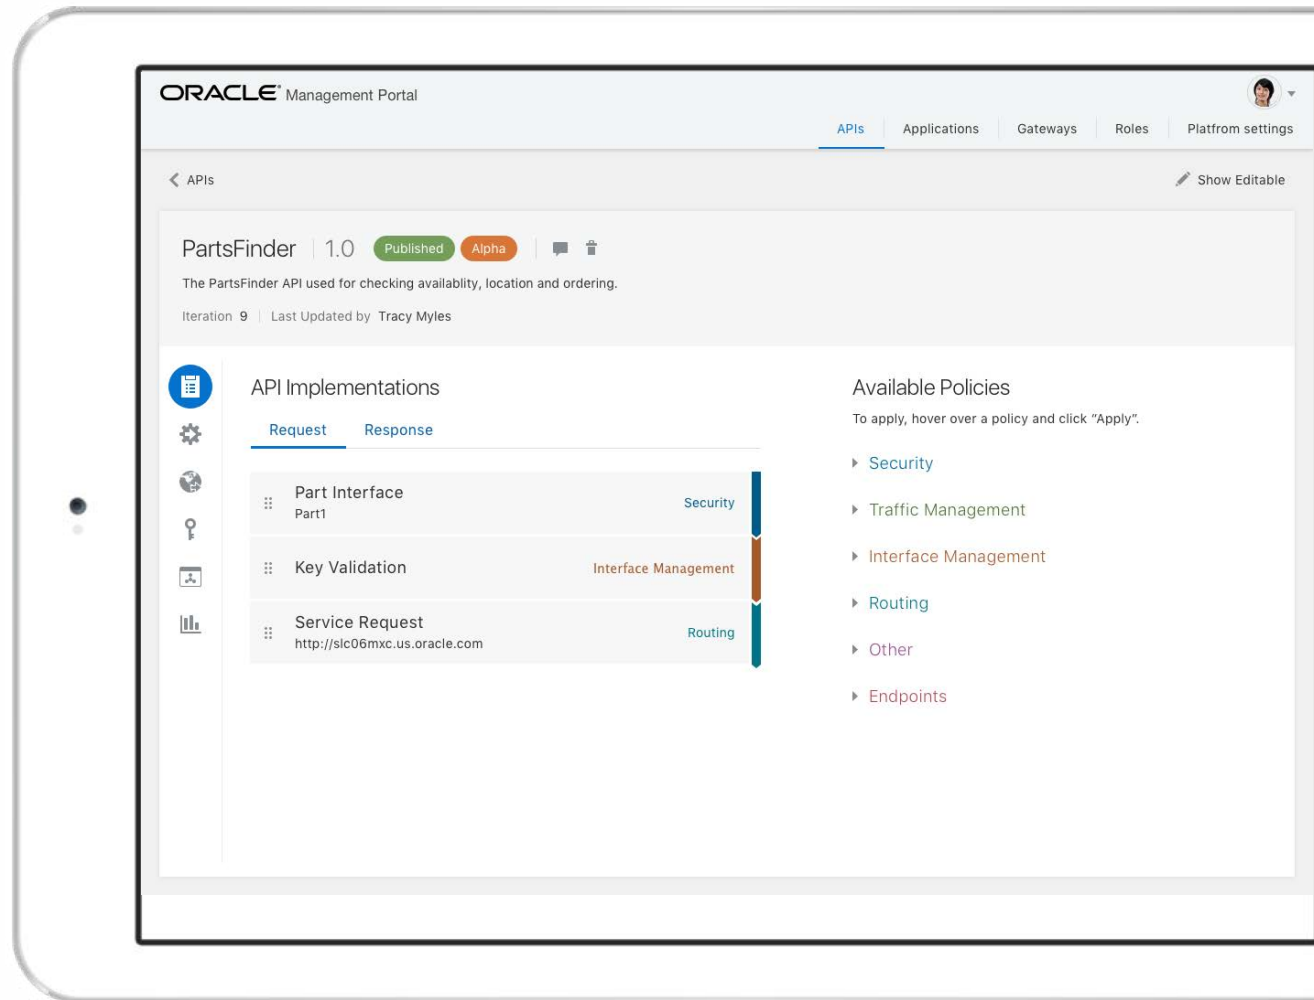 ORACLE® Management Portal
APIs Applications Gateways Roles Platfrom settings
APIs
Show Editable
PartsFinder 1.0 Published Alpha
The PartsFinder API used for checking availablity, location and ordering.
Iteration 9 Last Updated by Tracy Myles
API Implementations
Request Response
Part Interface
Part1
Security
Key Validation
Interface Management
Service Request
http://slc06mxc.us.oracle.com
Routing
Available Policies
To apply, hover over a policy and click “Apply”.
Security
Traffic Management
Interface Management
Routing
Other
Endpoints